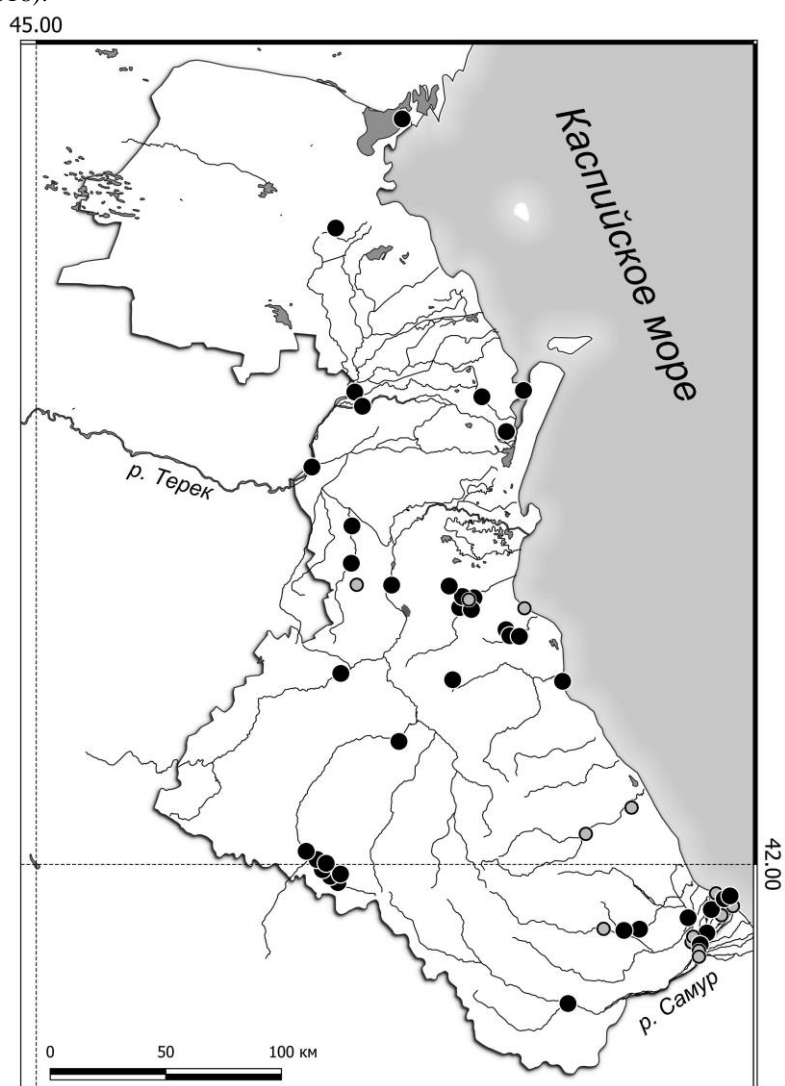 45.00
Каспийское море
р. Терек
42.00
р. Самур
0 50 100 км